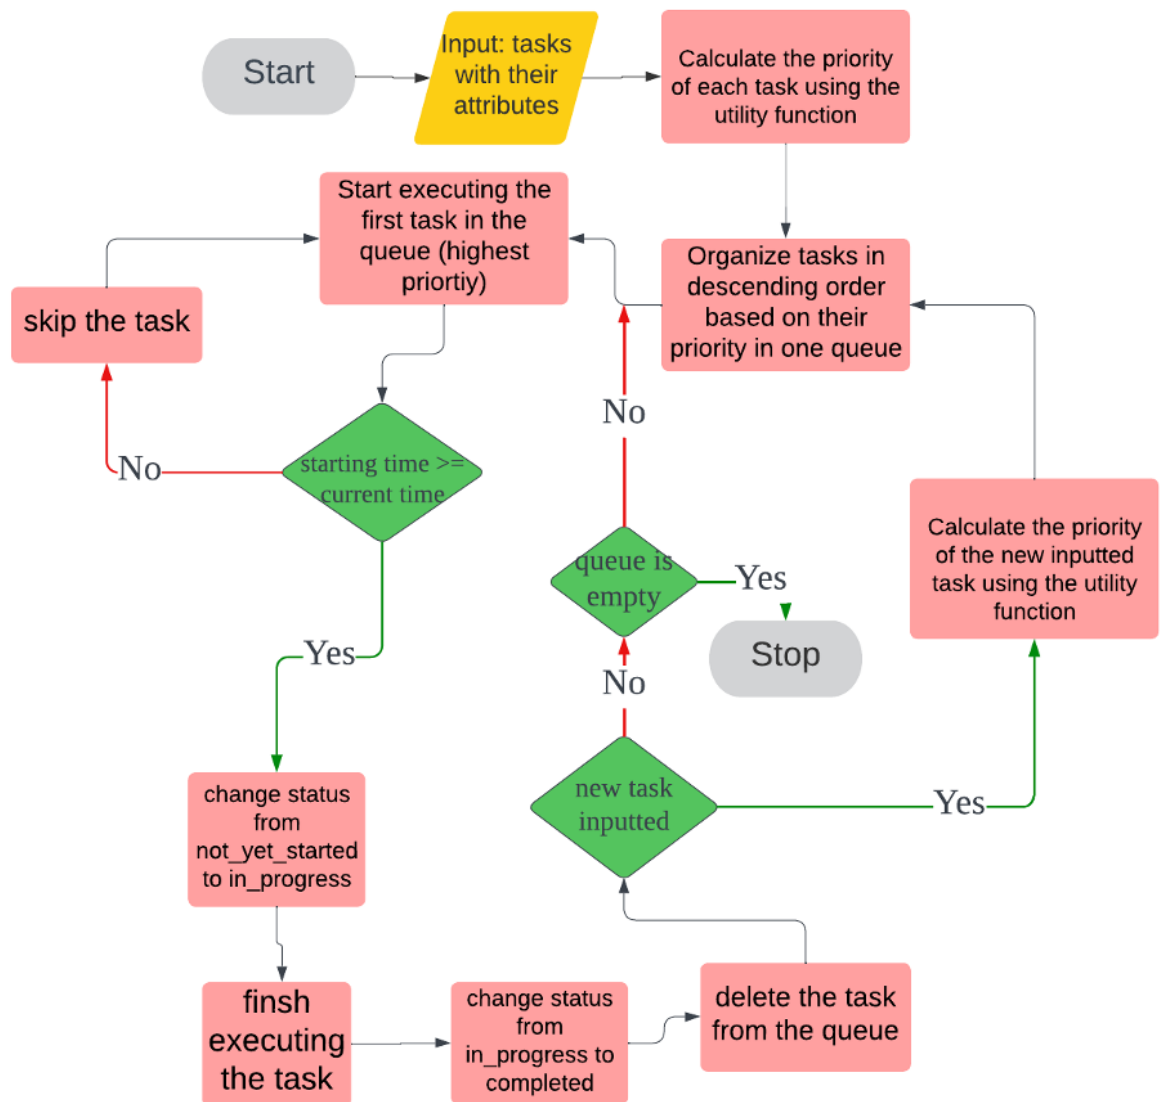 Start
Input: tasks
with their
attributes
Calculate the priority
of each task using the
utility function
Start executing the
first task in the
queue (highest
priortiy)
Organize tasks in
descending order
based on their
priority in one queue
skip the task
No
starting time >=
current time
No
queue is
empty
Yes
Stop
Calculate the priority
of the new inputted
task using the utility
function
Yes
No
new task
inputted
Yes
change status
from
not_yet_started
to in_progress
finsh
executing
the task
change status
from
in_progress to
completed
delete the task
from the queue